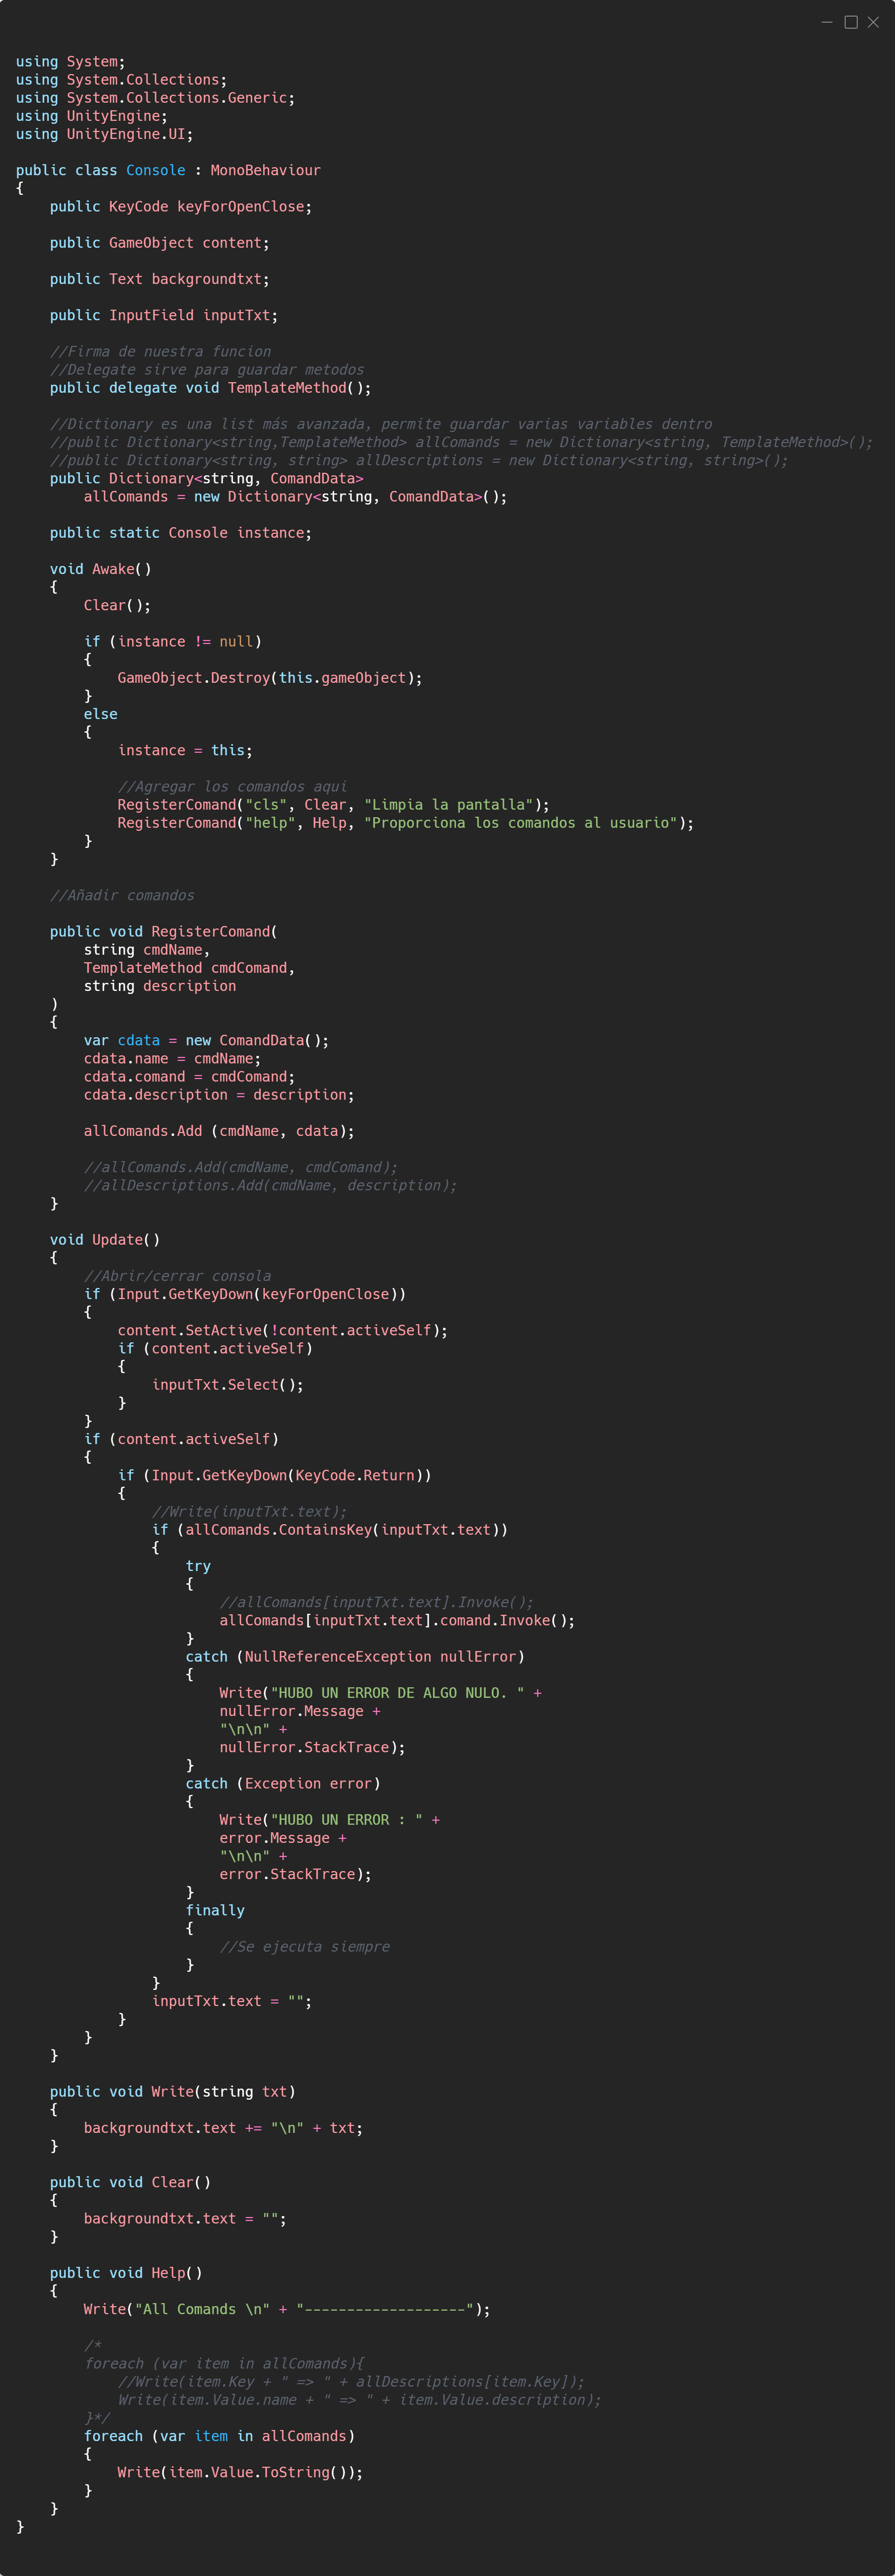 using System;
using System.Collections;
using System.Collections.Generic;
using UnityEngine;
using UnityEngine.UI;

public class Console : MonoBehaviour
{
    public KeyCode keyForOpenClose;

    public GameObject content;

    public Text backgroundtxt;

    public InputField inputTxt;

    //Firma de nuestra funcion
    //Delegate sirve para guardar metodos
    public delegate void TemplateMethod();

    //Dictionary es una list más avanzada, permite guardar varias variables dentro
    //public Dictionary<string,TemplateMethod> allComands = new Dictionary<string, TemplateMethod>();
    //public Dictionary<string, string> allDescriptions = new Dictionary<string, string>();
    public Dictionary<string, ComandData>
        allComands = new Dictionary<string, ComandData>();

    public static Console instance;

    void Awake()
    {
        Clear();

        if (instance != null)
        {
            GameObject.Destroy(this.gameObject);
        }
        else
        {
            instance = this;

            //Agregar los comandos aqui
            RegisterComand("cls", Clear, "Limpia la pantalla");
            RegisterComand("help", Help, "Proporciona los comandos al usuario");
        }
    }

    //Añadir comandos

    public void RegisterComand(
        string cmdName,
        TemplateMethod cmdComand,
        string description
    )
    {
        var cdata = new ComandData();
        cdata.name = cmdName;
        cdata.comand = cmdComand;
        cdata.description = description;

        allComands.Add (cmdName, cdata);

        //allComands.Add(cmdName, cmdComand);
        //allDescriptions.Add(cmdName, description);
    }

    void Update()
    {
        //Abrir/cerrar consola
        if (Input.GetKeyDown(keyForOpenClose))
        {
            content.SetActive(!content.activeSelf);
            if (content.activeSelf)
            {
                inputTxt.Select();
            }
        }
        if (content.activeSelf)
        {
            if (Input.GetKeyDown(KeyCode.Return))
            {
                //Write(inputTxt.text);
                if (allComands.ContainsKey(inputTxt.text))
                {
                    try
                    {
                        //allComands[inputTxt.text].Invoke();
                        allComands[inputTxt.text].comand.Invoke();
                    }
                    catch (NullReferenceException nullError)
                    {
                        Write("HUBO UN ERROR DE ALGO NULO. " +
                        nullError.Message +
                        "\n\n" +
                        nullError.StackTrace);
                    }
                    catch (Exception error)
                    {
                        Write("HUBO UN ERROR : " +
                        error.Message +
                        "\n\n" +
                        error.StackTrace);
                    }
                    finally
                    {
                        //Se ejecuta siempre
                    }
                }
                inputTxt.text = "";
            }
        }
    }

    public void Write(string txt)
    {
        backgroundtxt.text += "\n" + txt;
    }

    public void Clear()
    {
        backgroundtxt.text = "";
    }

    public void Help()
    {
        Write("All Comands \n" + "-------------------");

        /*
        foreach (var item in allComands){
            //Write(item.Key + " => " + allDescriptions[item.Key]);
            Write(item.Value.name + " => " + item.Value.description);
        }*/
        foreach (var item in allComands)
        {
            Write(item.Value.ToString());
        }
    }
}